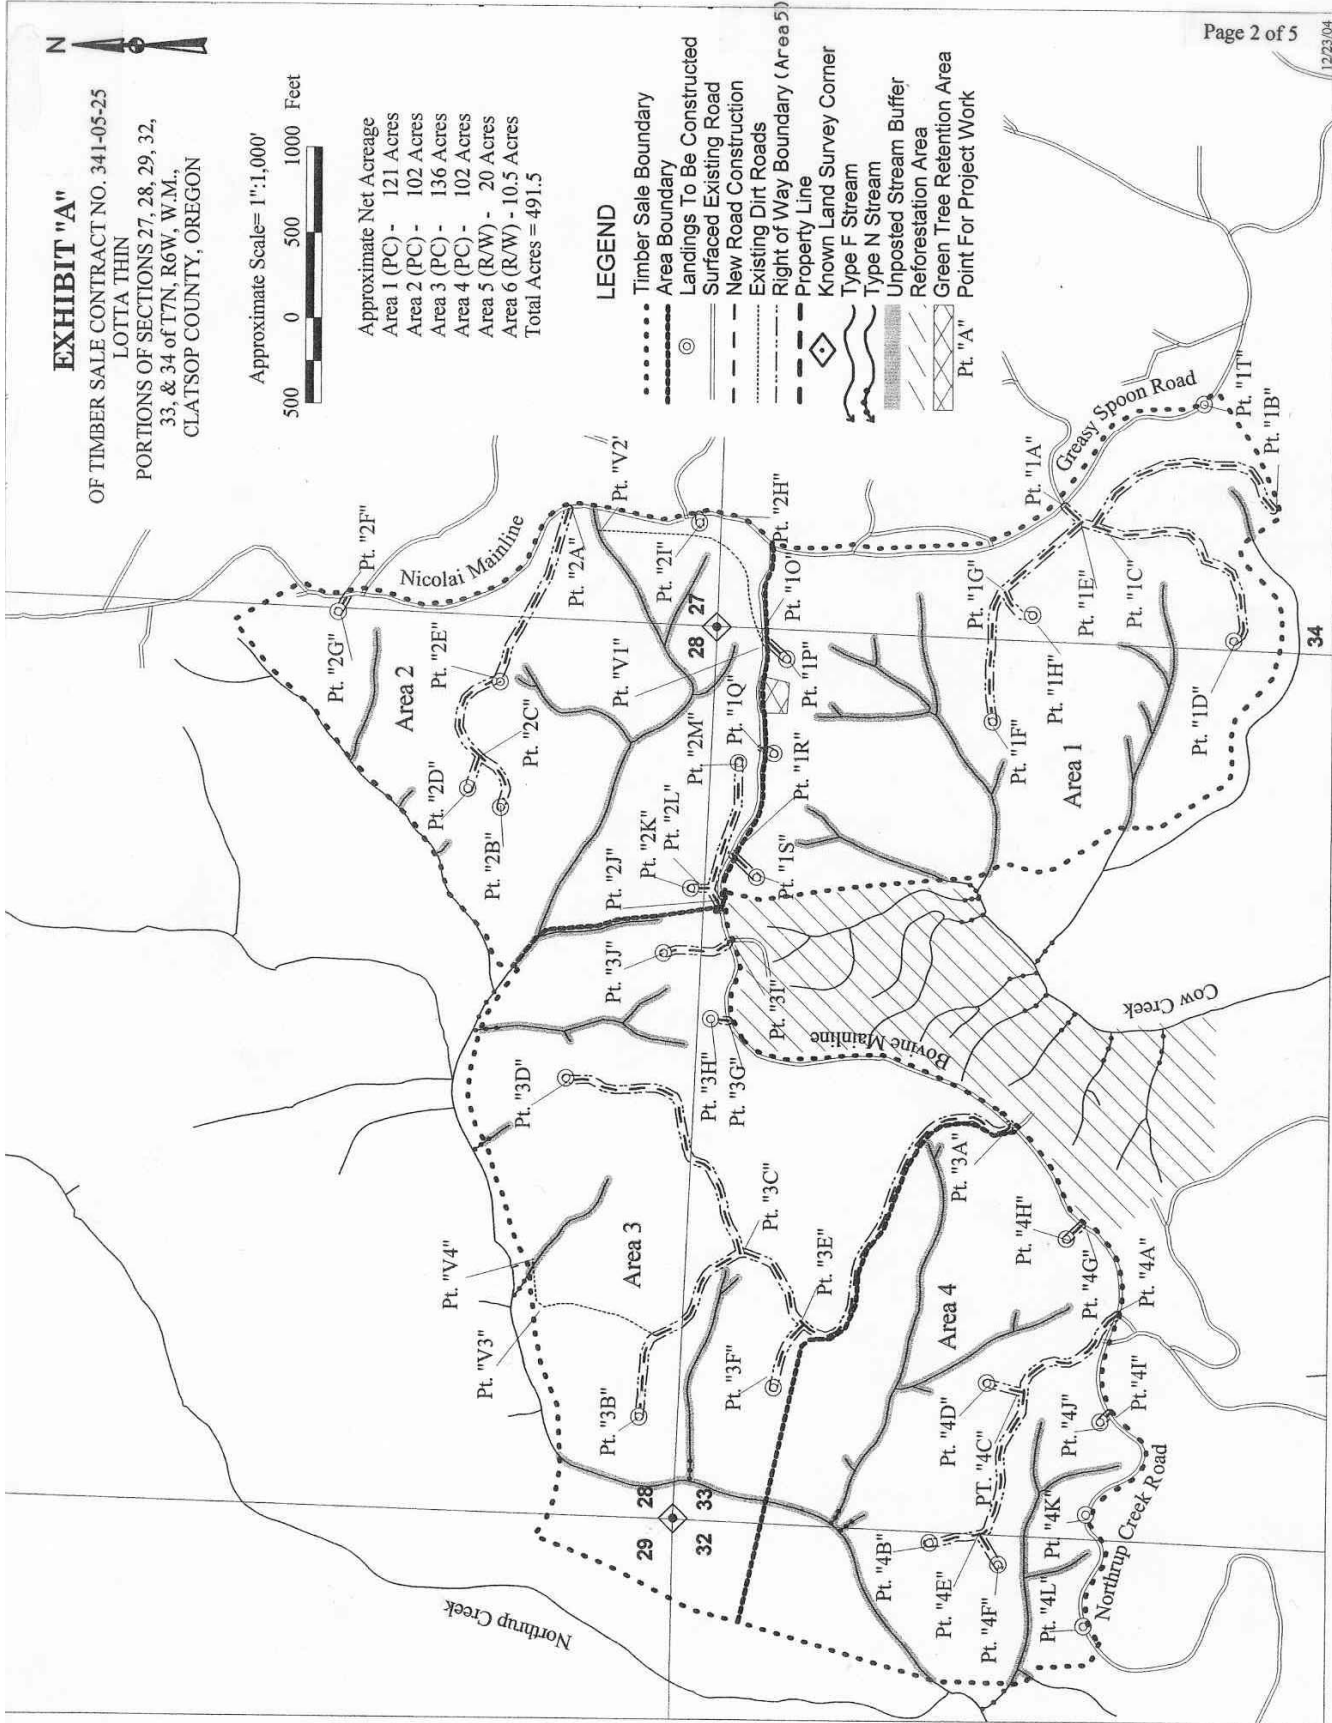 EXHIBIT "A"
OF TIMBER SALE CONTRACT NO. 341-05-25
LOTTA THIN
PORTIONS OF SECTIONS 27, 28, 29, 32,
33, & 34 of T7N, R6W, W.M.,
CLATSOP COUNTY, OREGON
N
Approximate Scale= 1":1,000'
500 0 500 1000 Feet
Approximate Net Acreage
Area 1 (PC) - 121 Acres
Area 2 (PC) - 102 Acres
Area 3 (PC) - 136 Acres
Area 4 (PC) - 102 Acres
Area 5 (R/W) - 20 Acres
Area 6 (R/W) - 10.5 Acres
Total Acres = 491.5
LEGEND
Timber Sale Boundary
Area Boundary
Landings To Be Constructed
Surfaced Existing Road
New Road Construction
Existing Dirt Roads
Right of Way Boundary (Area 5)
Property Line
Known Land Survey Corner
Type F Stream
Type N Stream
Unposted Stream Buffer
Reforestation Area
Green Tree Retention Area
Pt. "A" Point For Project Work
Page 2 of 5
12/23/04
Northrup Creek
Pt. "V3"
Pt. "V4"
Pt. "3D"
Pt. "3B"
Area 3
29
28
32
33
Pt. "3F"
Pt. "3C"
Pt. "3E"
Pt. "3H"
Pt. "3G"
Pt. "3J"
Pt. "3I"
Bovine Mainline
Pt. "3A"
Cow Creek
Area 4
Pt. "4B"
Pt. "4E"
Pt. "4F"
PT. "4C"
Pt. "4D"
Pt. "4L"
Pt. "4K"
Pt. "4J"
Pt. "4I"
Pt. "4H"
Pt. "4G"
Pt. "4A"
Northrup Creek Road
Pt. "2G"
Pt. "2F"
Nicolai Mainline
Area 2
Pt. "2E"
Pt. "2D"
Pt. "2B"
Pt. "2C"
Pt. "2A"
Pt. "V1"
Pt. "V2'
Pt. "2I"
Pt. "2H"
28
27
Pt. "2J"
Pt. "2K"
Pt. "2L"
Pt. "2M"
Pt. "1Q"
Pt. "1R"
Pt. "1S"
Pt. "1P"
Pt. "1O"
Area 1
Pt. "1F"
Pt. "1H"
Pt. "1G"
Pt. "1E"
Pt. "1C"
Pt. "1A"
Pt. "1D"
Pt. "1T"
Pt. "1B"
Greasy Spoon Road
34